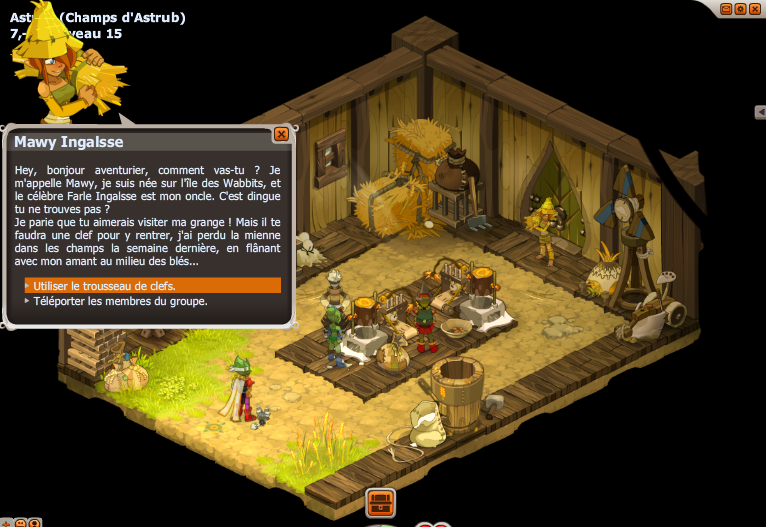 (Champs d'Astrub)
Mawy Ingalsse
Hey, bonjour aventurier, comment vas-tu ? Je
m'appelle Mawy, je suis née sur l'île des Wabbits, et
le célèbre Farle Ingalsse est mon oncle. C'est dingue
tu ne trouves pas ?
Je parie que tu aimerais visiter ma grange ! Mais il te
faudra une clef pour y rentrer, j'ai perdu la mienne
dans les champs la semaine dernière, en flânant
avec mon amant au milieu des blés...
Utiliser le trousseau de clefs.
Téléporter les membres du groupe.